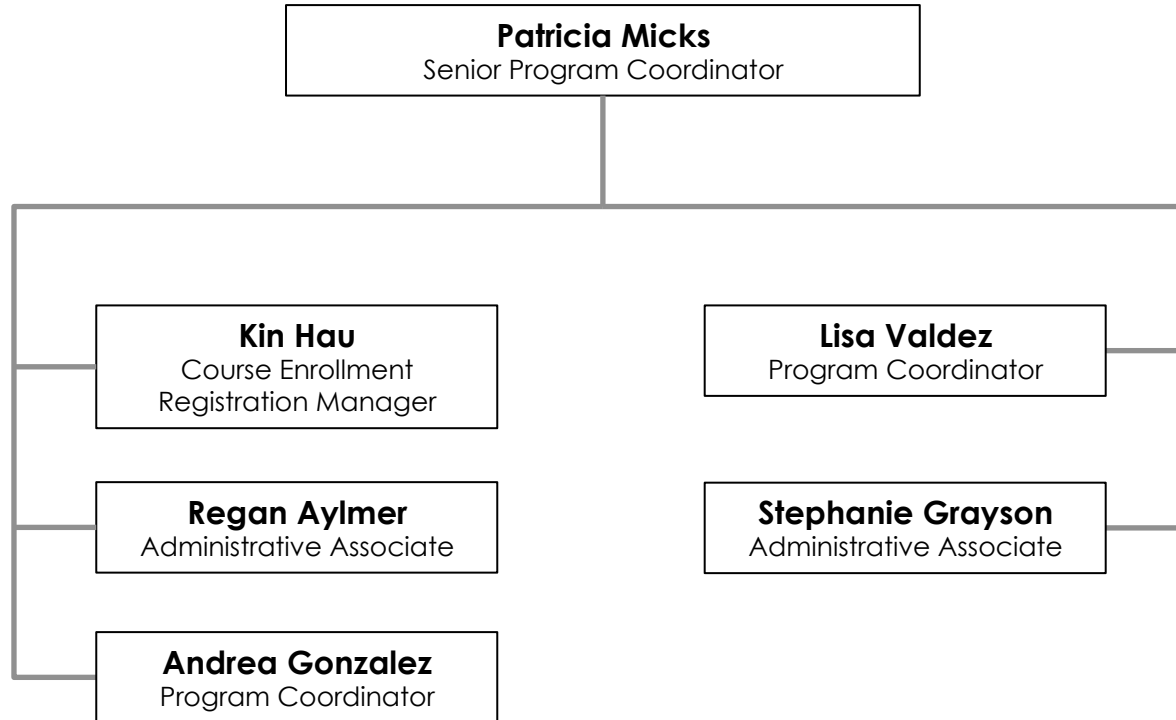 Patricia Micks
Senior Program Coordinator
Kin Hau
Course Enrollment
Registration Manager
Regan Aylmer
Administrative Associate
Andrea Gonzalez
Program Coordinator
Lisa Valdez
Program Coordinator
Stephanie Grayson
Administrative Associate